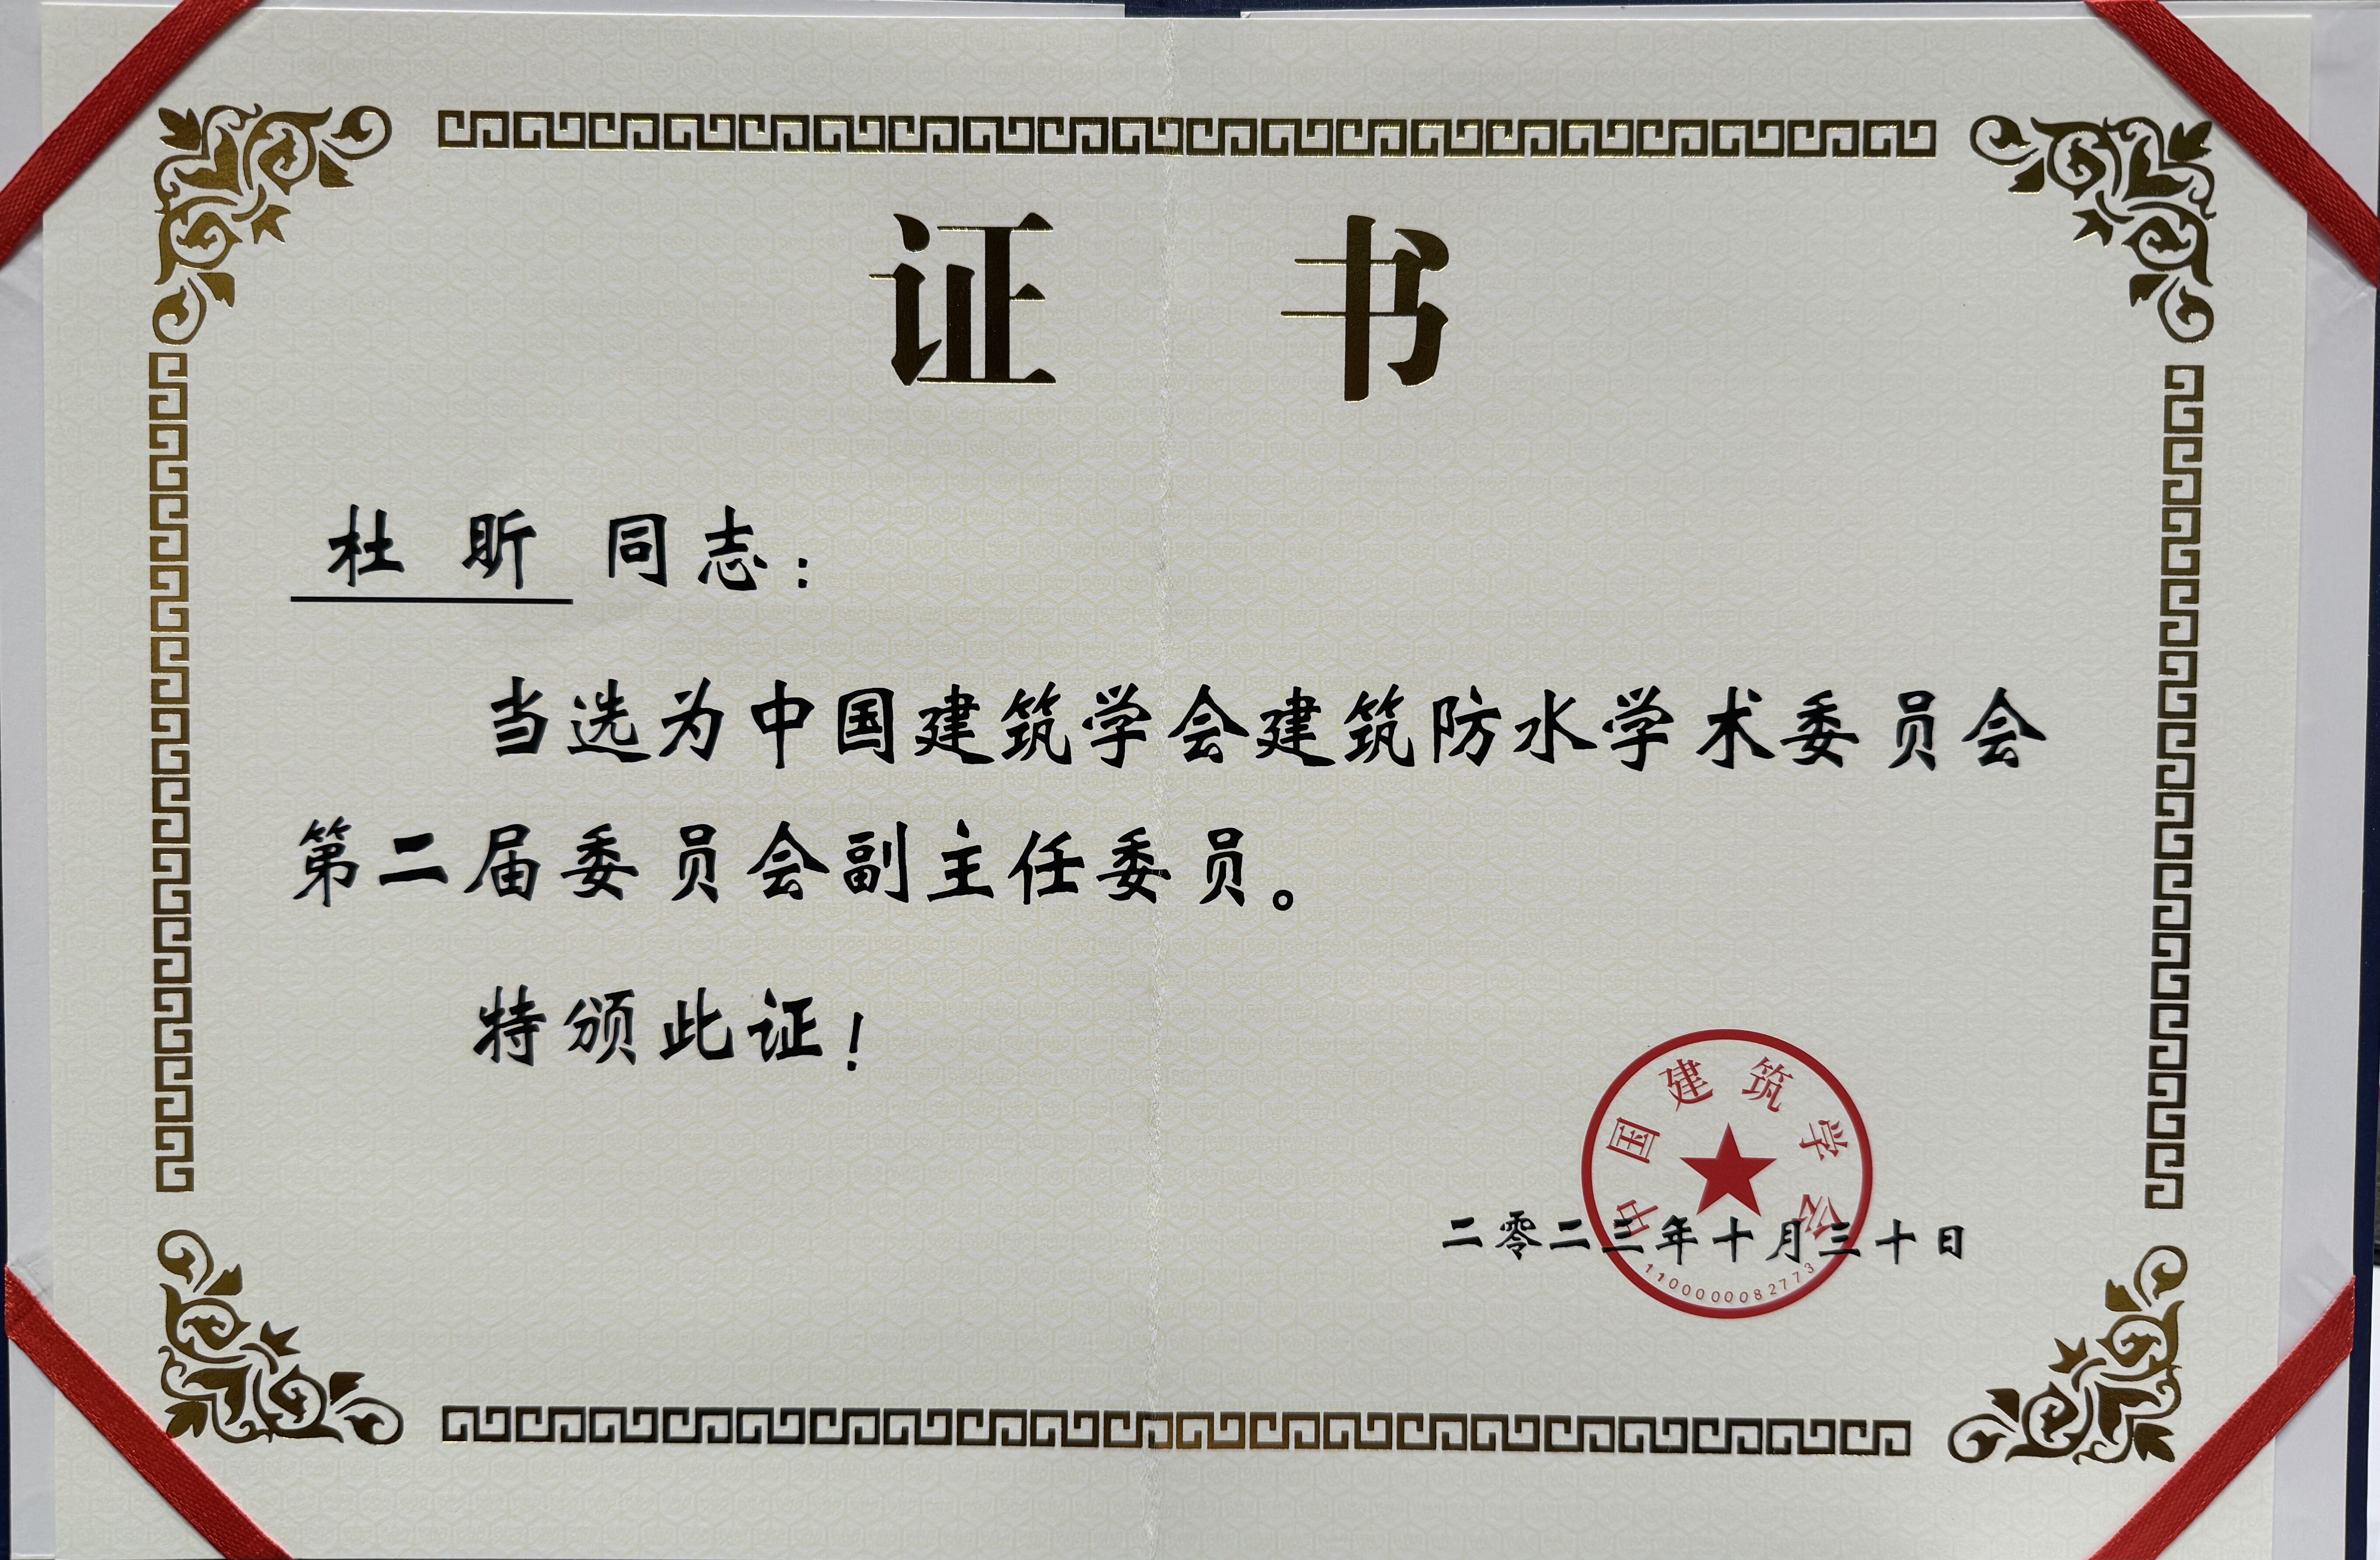 证书
杜昕同志：
当选为中国建筑学会建筑防水学术委员会
第二届委员会副主任委员。
特颁此证！
中国建筑学会
二零二三年十月三十日
1100000082773